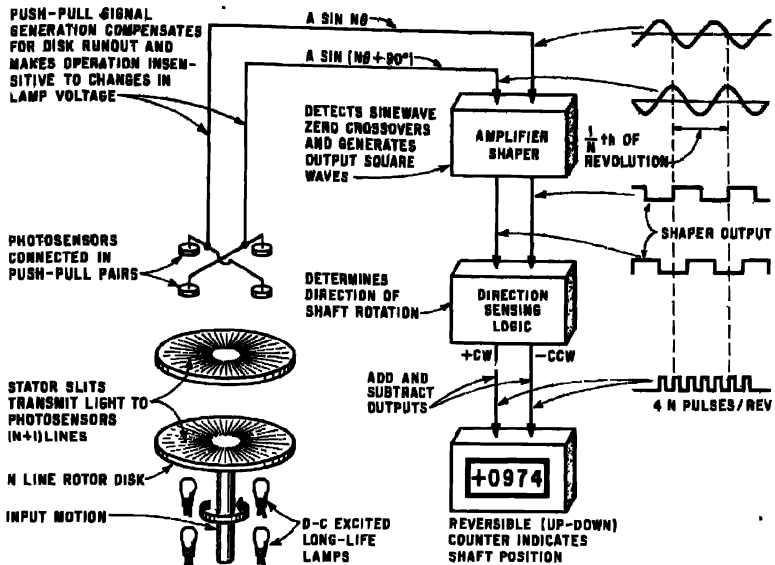 PUSH-PULL SIGNAL
GENERATION COMPENSATES
FOR DISK RUNOUT AND
MAKES OPERATION INSEN-
SITIVE TO CHANGES IN
LAMP VOLTAGE
A SIN Nθ
A SIN (Nθ+90°)
DETECTS SINEWAVE
ZERO CROSSOVERS
AND GENERATES
OUTPUT SQUARE
WAVES
AMPLIFIER
SHAPER
1/N th OF
REVOLUTION
SHAPER OUTPUT
PHOTOSENSORS
CONNECTED IN
PUSH-PULL PAIRS
DETERMINES
DIRECTION OF
SHAFT ROTATION
DIRECTION
SENSING
LOGIC
+CW
-CCW
ADD AND
SUBTRACT
OUTPUTS
4 N PULSES/REV
STATOR SLITS
TRANSMIT LIGHT TO
PHOTOSENSORS
(N+1) LINES
N LINE ROTOR DISK
INPUT MOTION
D-C EXCITED
LONG-LIFE
LAMPS
+0974
REVERSIBLE (UP-DOWN)
COUNTER INDICATES
SHAFT POSITION